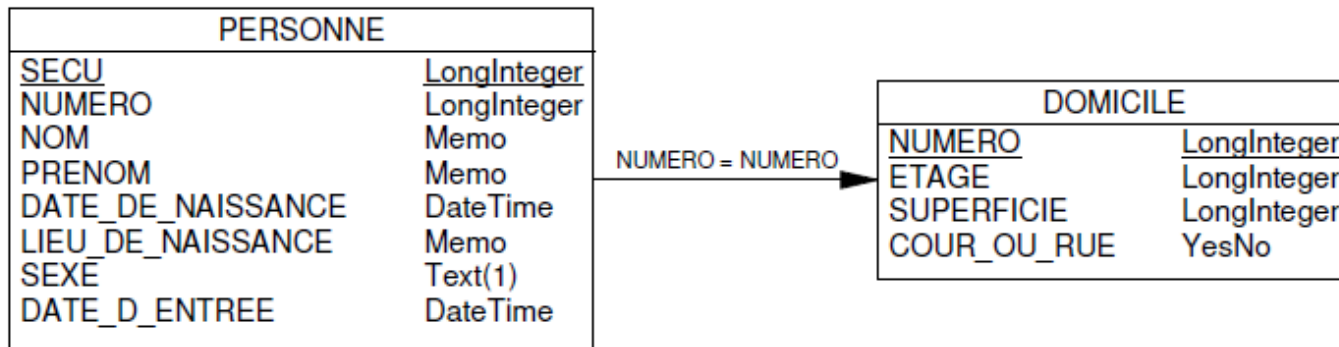 PERSONNE
SECU LongInteger
NUMERO LongInteger
NOM Memo
PRENOM Memo
DATE_DE_NAISSANCE DateTime
LIEU_DE_NAISSANCE Memo
SEXE Text(1)
DATE_D_ENTREE DateTime
NUMERO = NUMERO
DOMICILE
NUMERO LongInteger
ETAGE LongInteger
SUPERFICIE LongInteger
COUR_OU_RUE YesNo